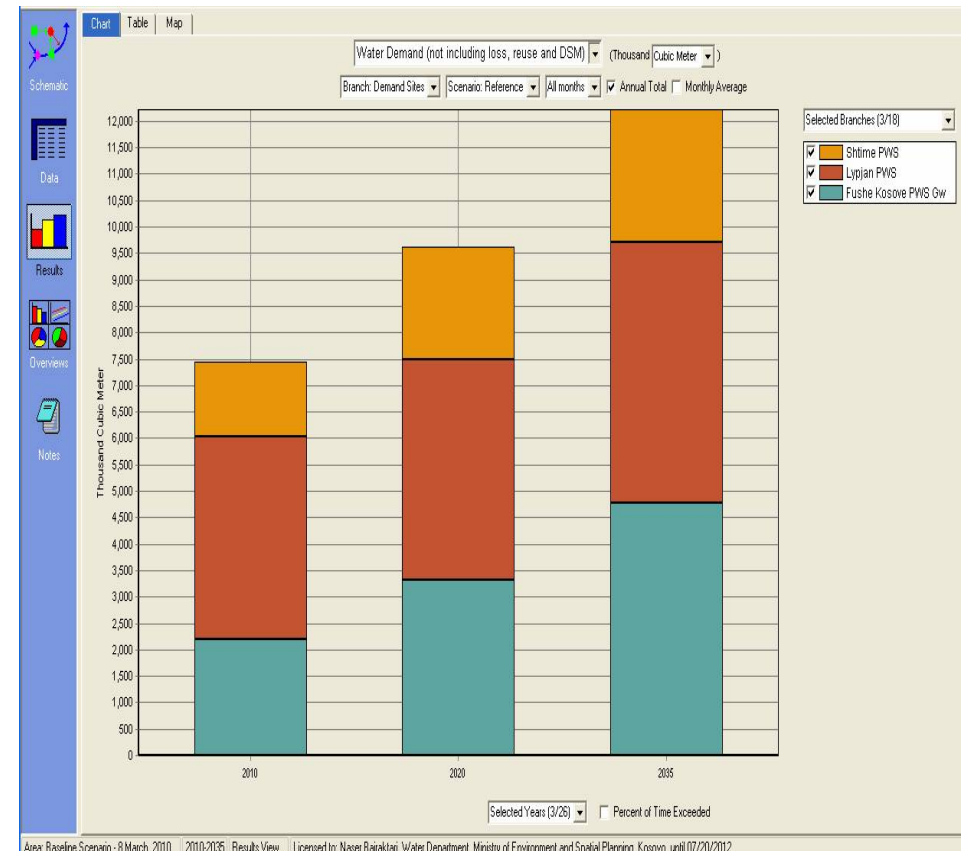 Chart Table Map
Water Demand (not including loss, reuse and DSM) (Thousand Cubic Meter )
Branch: Demand Sites Scenario: Reference All months Annual Total Monthly Average
Schematic
Data
Results
Overviews
Notes
Selected Branches (3/18)
Shtime PWS
Lypjan PWS
Fushe Kosove PWS Gw
Thousand Cubic Meter
12,000
11,500
11,000
10,500
10,000
9,500
9,000
8,500
8,000
7,500
7,000
6,500
6,000
5,500
5,000
4,500
4,000
3,500
3,000
2,500
2,000
1,500
1,000
500
0
2010 2020 2035
Selected Years (3/26) Percent of Time Exceeded
Area: Baseline Scenario - 8 March, 2010 2010-2035 Results View Licensed to: Naser Bajraktari, Water Department, Ministry of Environment and Spatial Planning, Kosovo, until 07/20/2012